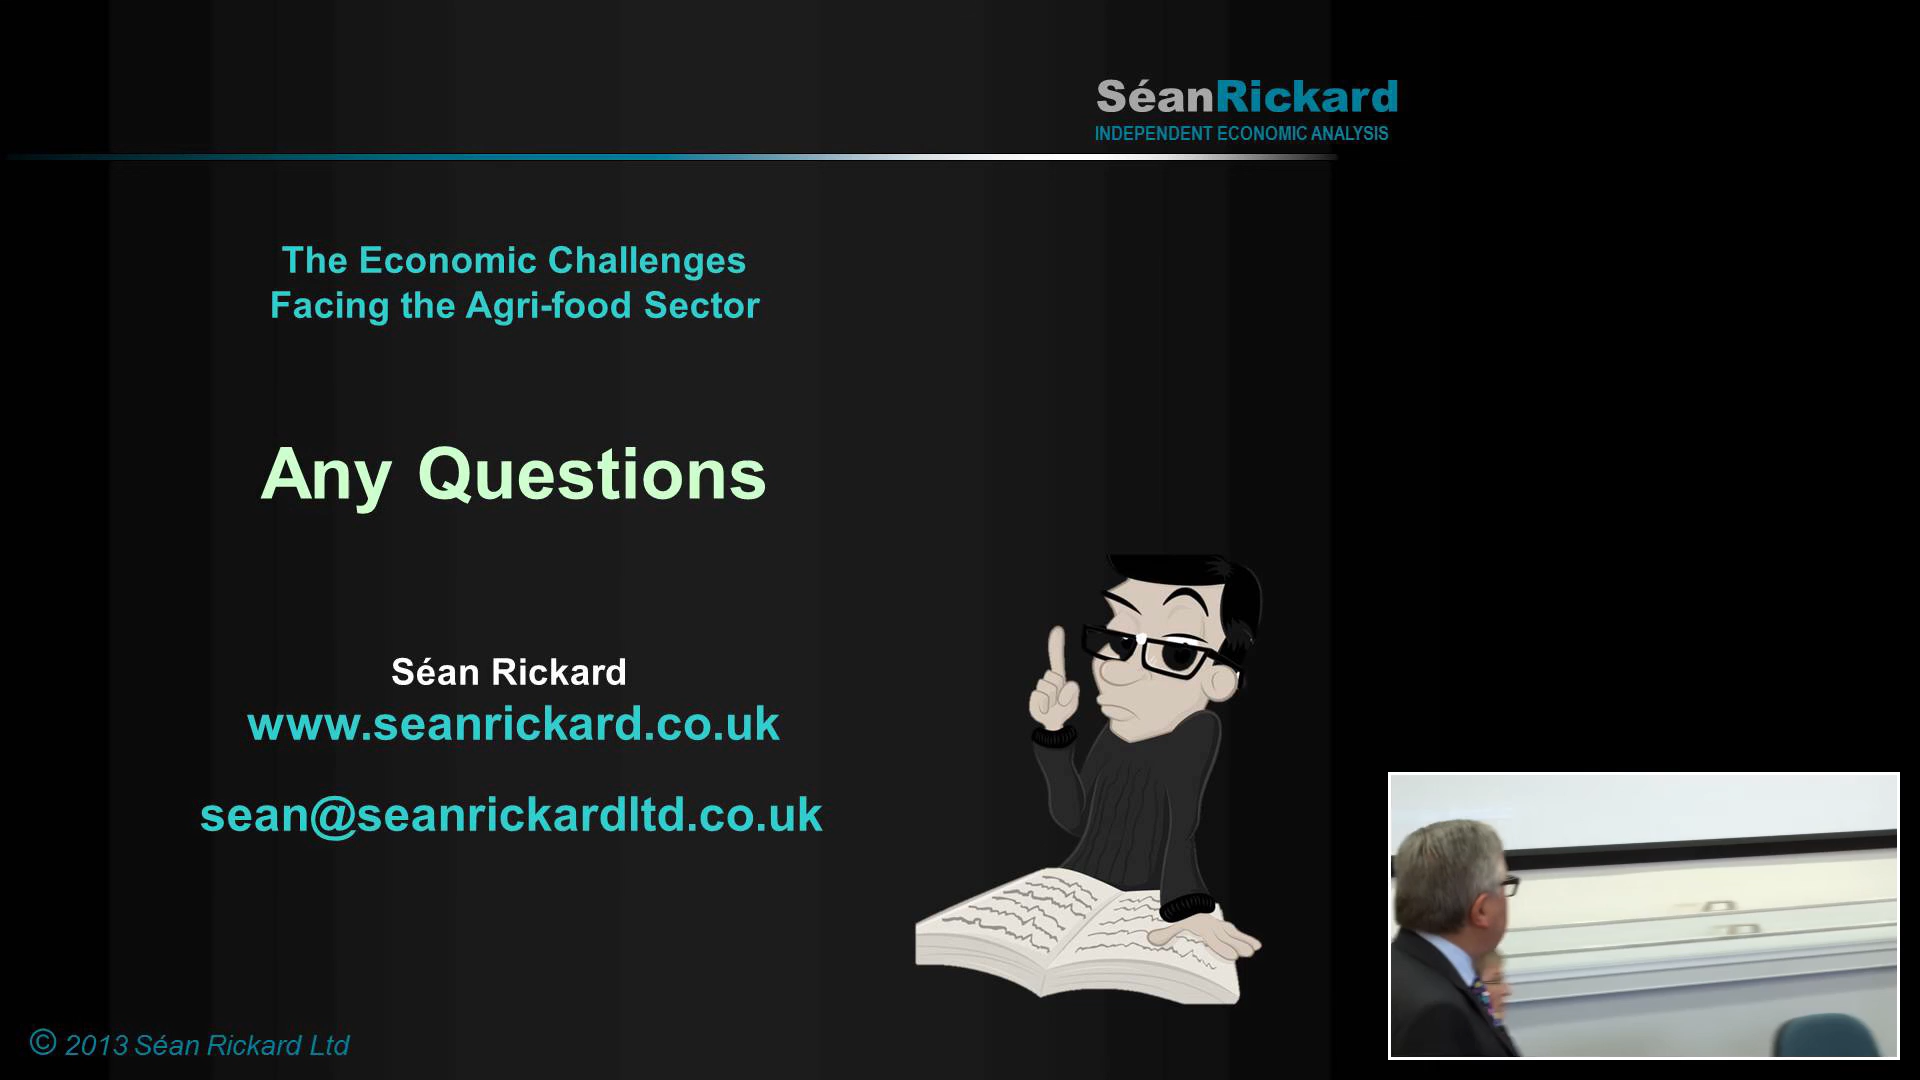 SéanRickard
INDEPENDENT ECONOMIC ANALYSIS
The Economic Challenges
Facing the Agri-food Sector
Any Questions
Séan Rickard
www.seanrickard.co.uk
sean@seanrickardltd.co.uk
© 2013 Séan Rickard Ltd